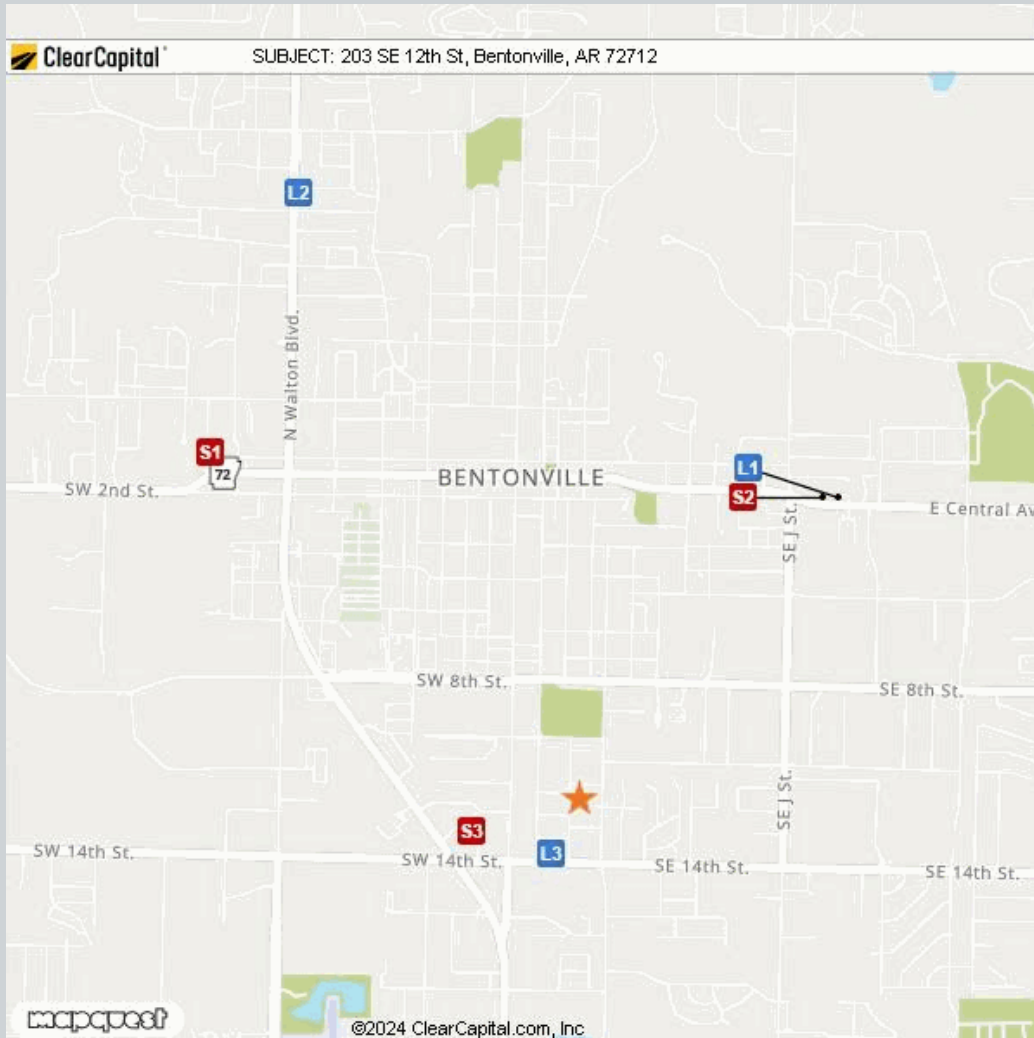 ClearCapital®
SUBJECT: 203 SE 12th St, Bentonville, AR 72712
L2
N Walton Blvd.
S1
72
SW 2nd St.
BENTONVILLE
L1
S2
SE J St.
E Central Av
SW 8th St.
SE 8th St.
SE J St.
S3
L3
SW 14th St.
SW 14th St.
SE 14th St.
SE 14th St.
mapquest
©2024 ClearCapital.com, Inc